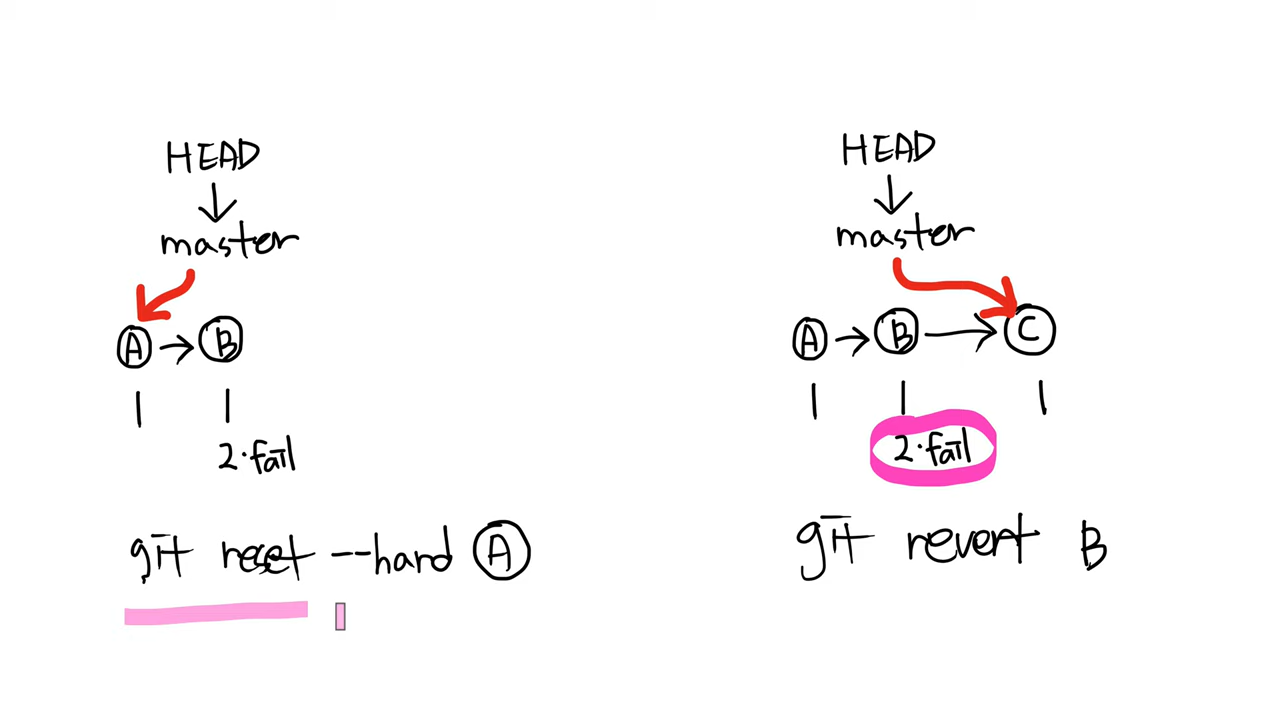 HEAD
master
A → B
1 1
2.fail
git reset --hard A
HEAD
master
A → B → C
1 1 1
2.fail
git revert B